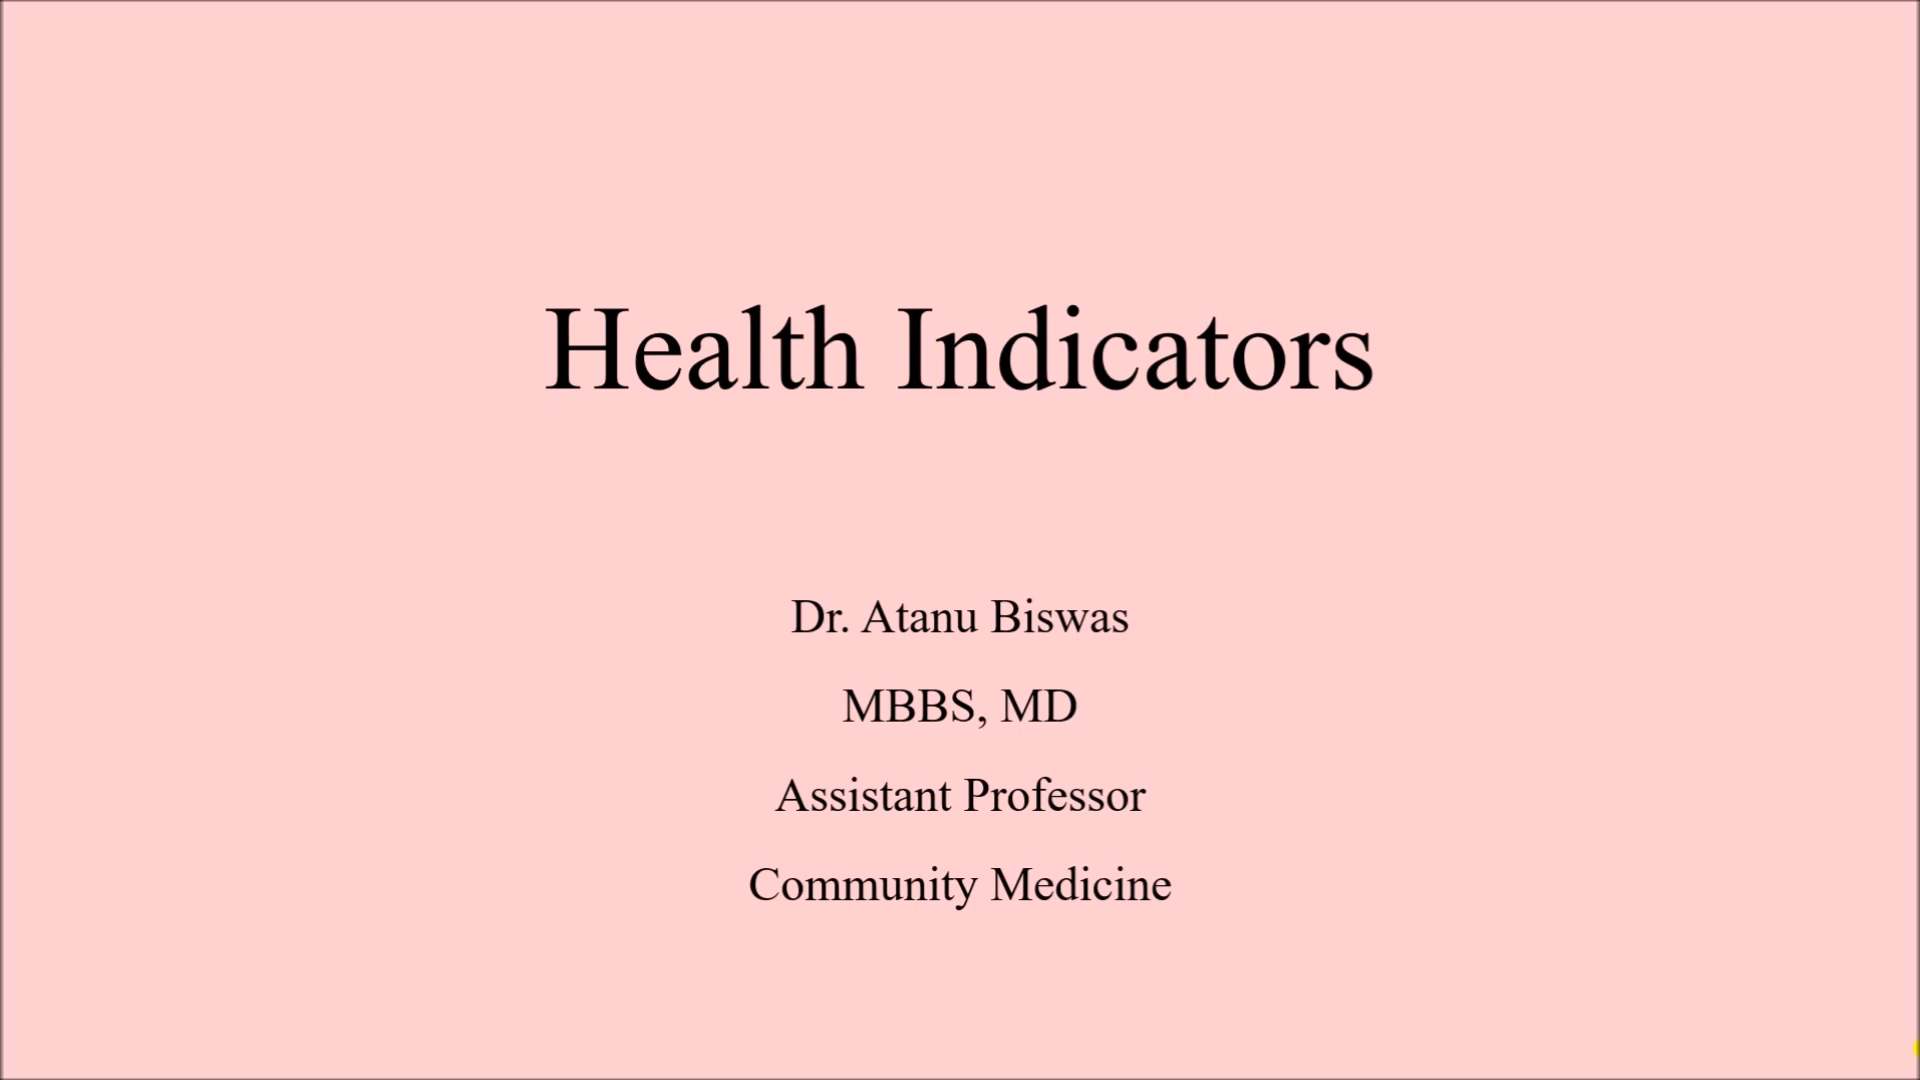 Health Indicators
Dr. Atanu Biswas
MBBS, MD
Assistant Professor
Community Medicine